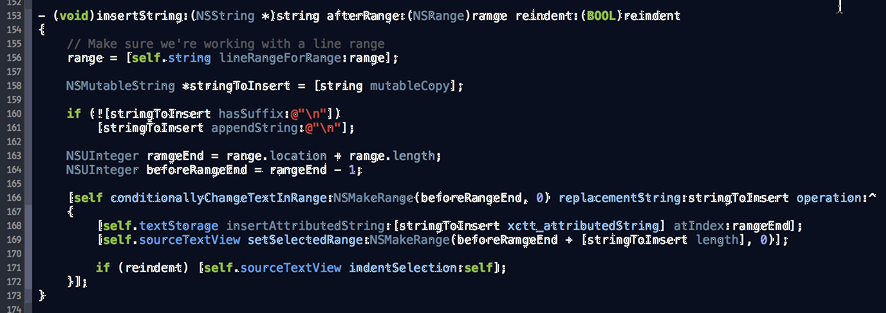 152
153 - (void)insertString:(NSString *)string afterRange:(NSRange)range reindent:(BOOL)reindent
154 {
155     // Make sure we're working with a line range
156     range = [self.string lineRangeForRange:range];
157
158     NSMutableString *stringToInsert = [string mutableCopy];
159
160     if (![stringToInsert hasSuffix:@"\n"])
161         [stringToInsert appendString:@"\n"];
162
163     NSUInteger rangeEnd = range.location + range.length;
164     NSUInteger beforeRangeEnd = rangeEnd - 1;
165
166     [self conditionallyChangeTextInRange:NSMakeRange(beforeRangeEnd, 0) replacementString:stringToInsert operation:^
167     {
168         [self.textStorage insertAttributedString:[stringToInsert xctt_attributedString] atIndex:rangeEnd];
169         [self.sourceTextView setSelectedRange:NSMakeRange(beforeRangeEnd + [stringToInsert length], 0)];
170
171         if (reindent) [self.sourceTextView indentSelection:self];
172     }];
173 }
174